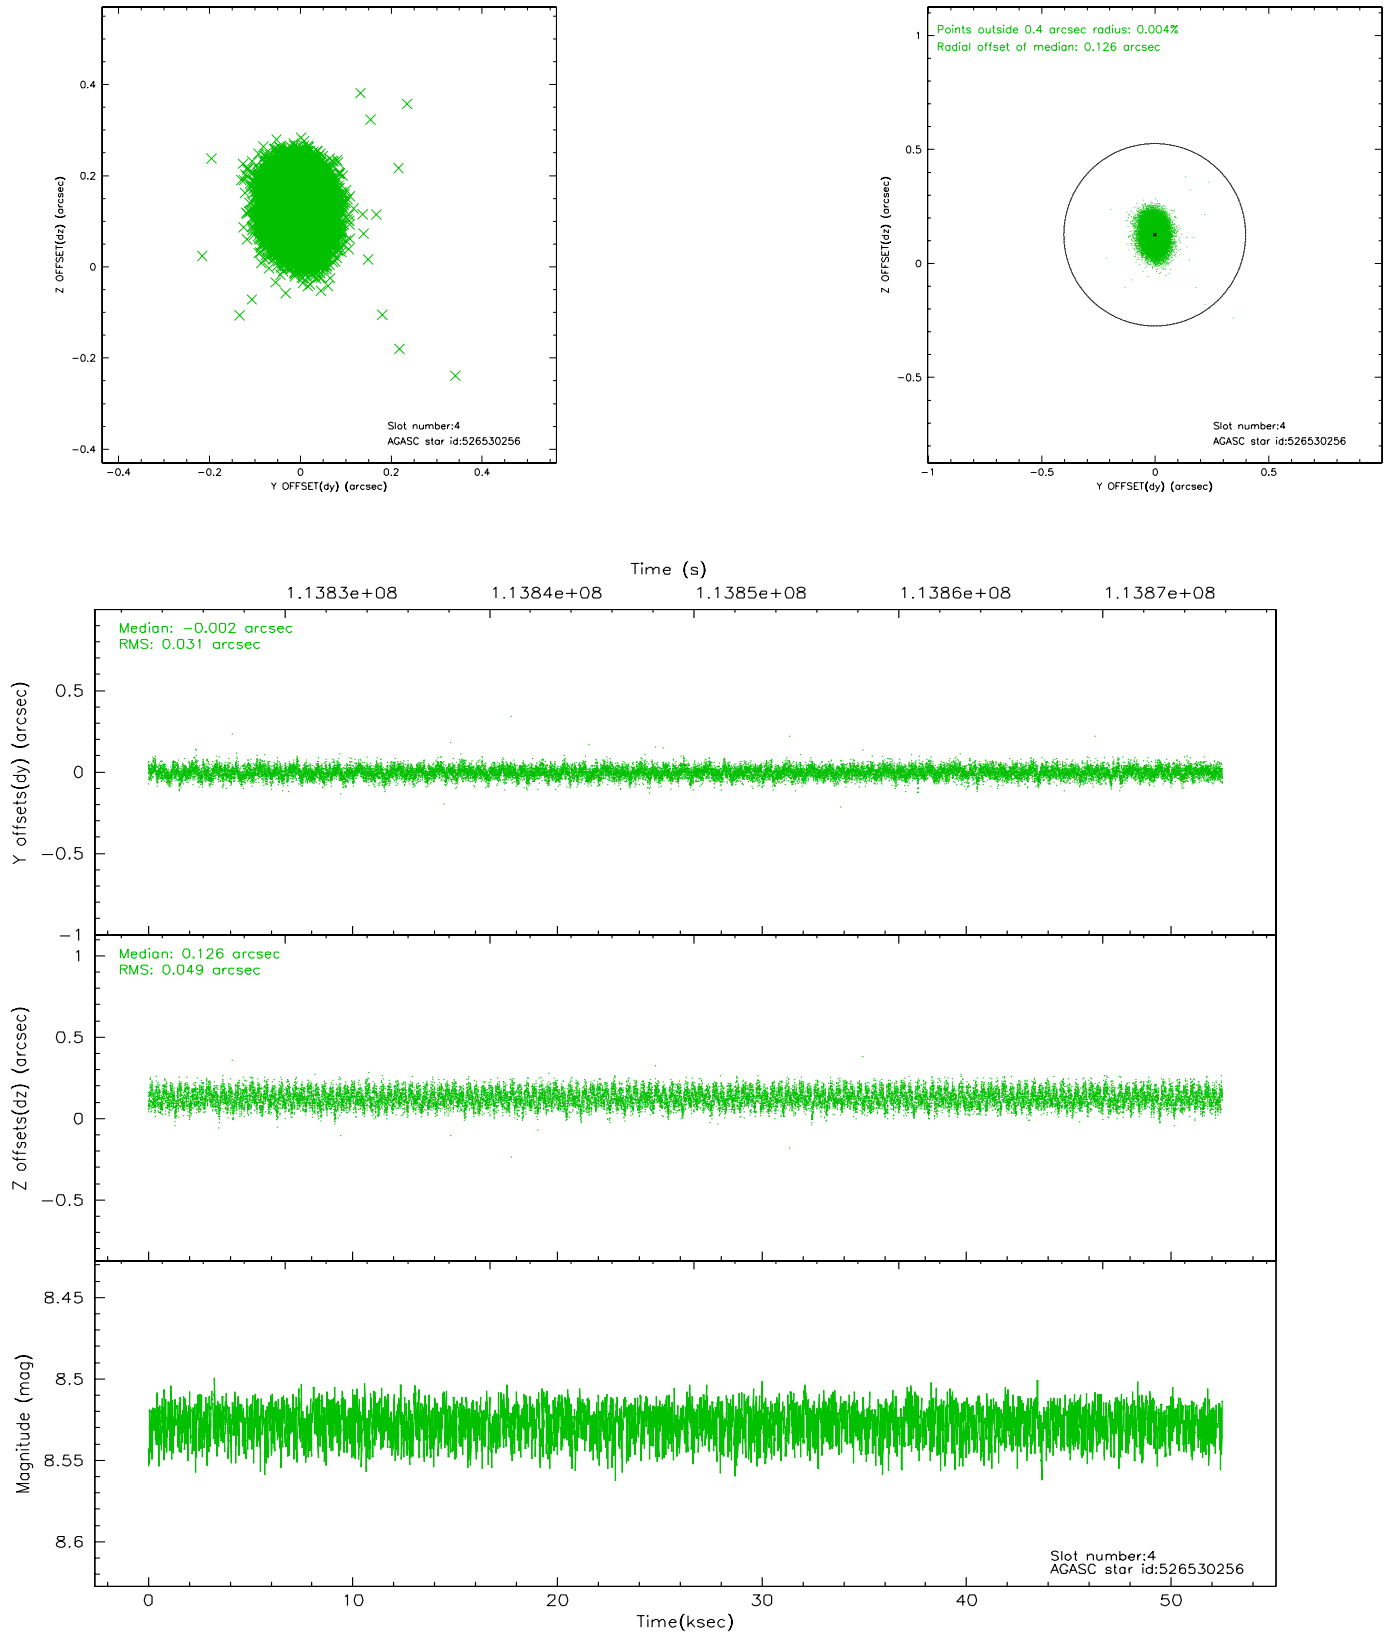 0.4
0.2
0
−0.2
−0.4
Z OFFSET(dz) (arcsec)
−0.4
−0.2
0
0.2
0.4
Y OFFSET(dy) (arcsec)
Slot number:4
AGASC star id:526530256
Points outside 0.4 arcsec radius: 0.004%
Radial offset of median: 0.126 arcsec
1
0.5
0
−0.5
Z OFFSET(dz) (arcsec)
−1
−0.5
0
0.5
Y OFFSET(dy) (arcsec)
Slot number:4
AGASC star id:526530256
Time (s)
1.1383e+08
1.1384e+08
1.1385e+08
1.1386e+08
1.1387e+08
Median: −0.002 arcsec
RMS: 0.031 arcsec
0.5
0
−0.5
−1
Y offsets(dy) (arcsec)
Median: 0.126 arcsec
RMS: 0.049 arcsec
1
0.5
0
−0.5
Z offsets(dz) (arcsec)
8.45
8.5
8.55
8.6
Magnitude (mag)
Slot number:4
AGASC star id:526530256
0
10
20
30
40
50
Time(ksec)